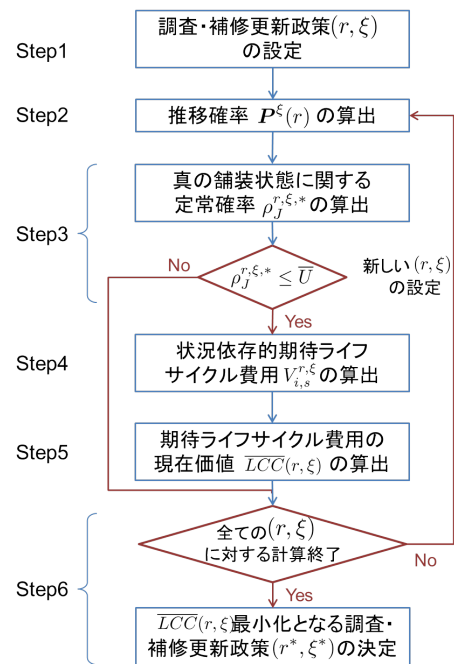 Step1
調査・補修更新政策(r, ξ)
の設定
Step2
推移確率 P^ξ(r) の算出
Step3
真の舗装状態に関する
定常確率 ρ_J^{r,ξ,*} の算出
No
ρ_J^{r,ξ,*} ≤ U̅
Yes
新しい(r, ξ)
の設定
Step4
状況依存的期待ライフ
サイクル費用 V_{i,s}^{r,ξ} の算出
Step5
期待ライフサイクル費用の
現在価値 \overline{LCC}(r, ξ) の算出
Step6
全ての(r, ξ)
に対する計算終了
No
Yes
\overline{LCC}(r, ξ)最小化となる調査・
補修更新政策(r*, ξ*)の決定